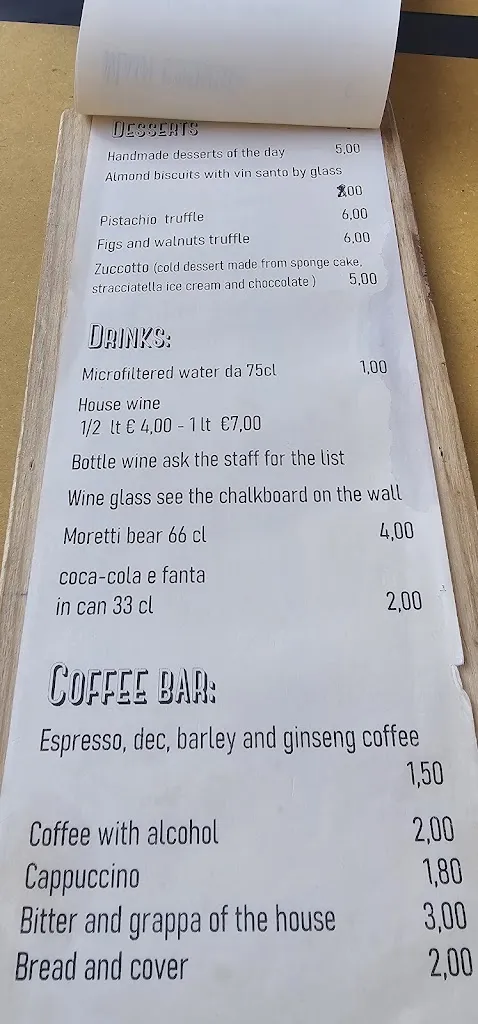 DESSERTS
Handmade desserts of the day 5,00
Almond biscuits with vin santo by glass
,00
Pistachio truffle 6,00
Figs and walnuts truffle 6,00
Zuccotto (cold dessert made from sponge cake,
stracciatella ice cream and choccolate ) 5,00
DRINKS:
Microfiltered water da 75cl 1,00
House wine
1/2 lt € 4,00 - 1 lt €7,00
Bottle wine ask the staff for the list
Wine glass see the chalkboard on the wall
Moretti bear 66 cl 4,00
coca-cola e fanta
in can 33 cl 2,00
COFFEE BAR:
Espresso, dec, barley and ginseng coffee
1,50
Coffee with alcohol 2,00
Cappuccino 1,80
Bitter and grappa of the house 3,00
Bread and cover 2,00